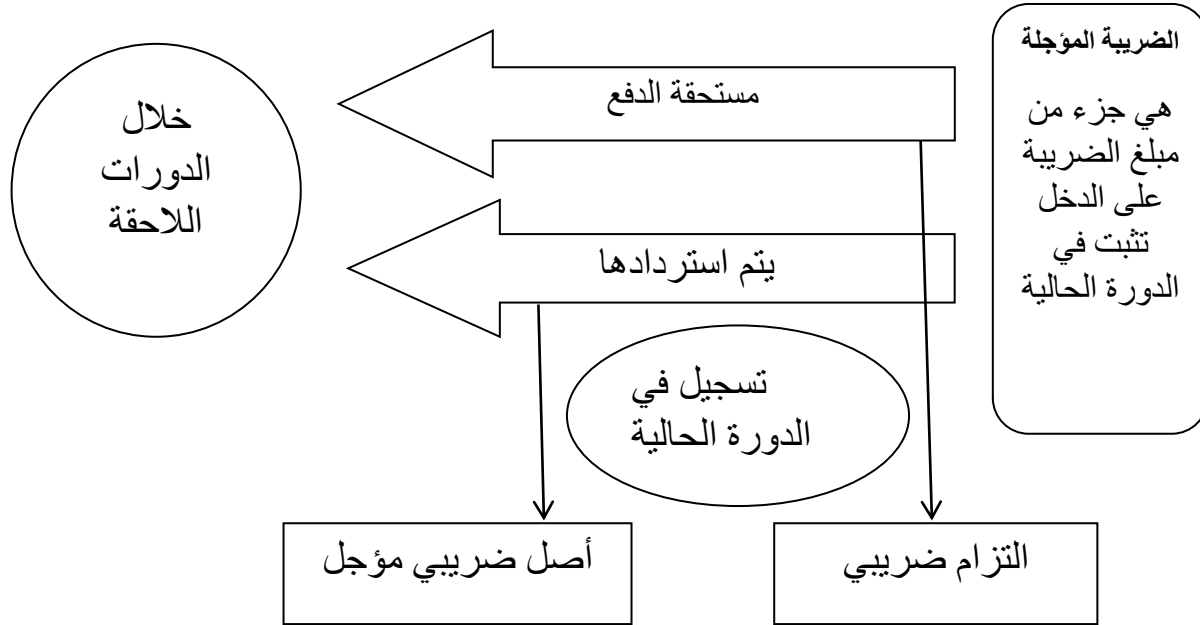 الضريبة المؤجلة
هي جزء من
مبلغ الضريبة
على الدخل
تثبت في
الدورة الحالية
مستحقة الدفع
يتم استردادها
خلال
الدورات
اللاحقة
تسجيل في
الدورة الحالية
التزام ضريبي
أصل ضريبي مؤجل